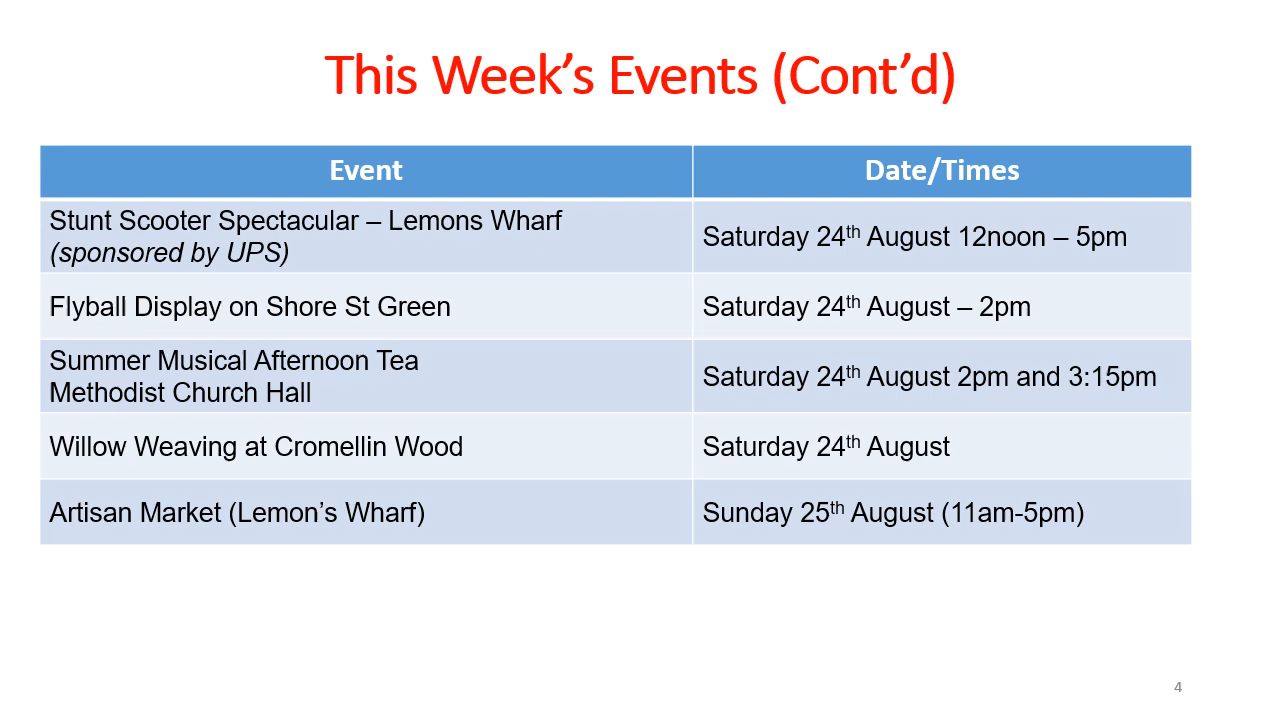 This Week’s Events (Cont’d)
Event
Date/Times
Stunt Scooter Spectacular – Lemons Wharf
(sponsored by UPS)
Saturday 24th August 12noon – 5pm
Flyball Display on Shore St Green
Saturday 24th August – 2pm
Summer Musical Afternoon Tea
Methodist Church Hall
Saturday 24th August 2pm and 3:15pm
Willow Weaving at Cromellin Wood
Saturday 24th August
Artisan Market (Lemon’s Wharf)
Sunday 25th August (11am-5pm)
4